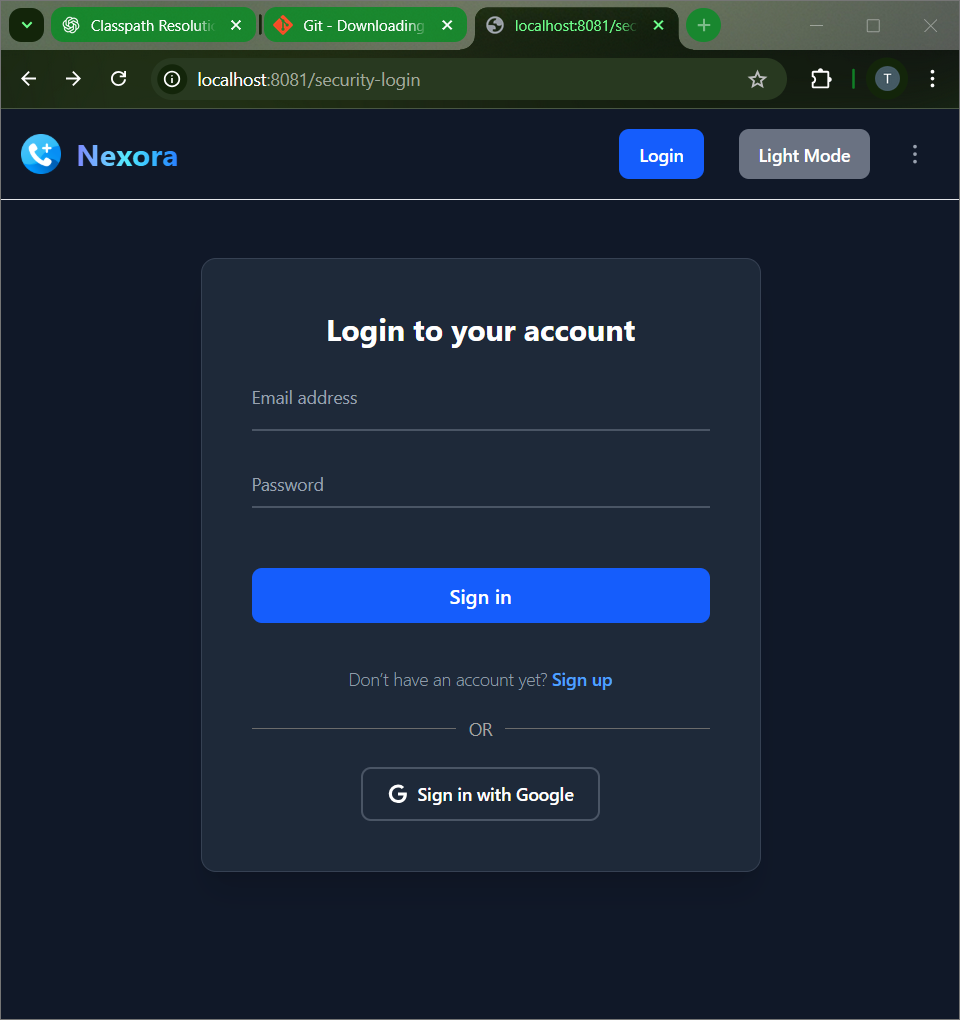 Classpath Resoluti
Git - Downloading
localhost:8081/sec
localhost:8081/security-login
T
Nexora
Login
Light Mode
Login to your account
Email address
Password
Sign in
Don't have an account yet? Sign up
OR
G Sign in with Google